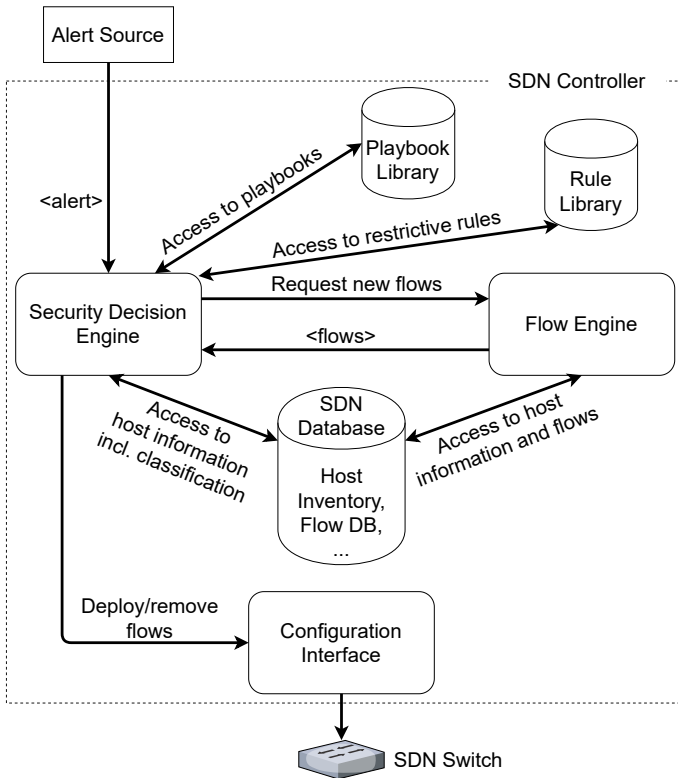 Alert Source
SDN Controller
Playbook
Library
Rule
Library
<alert>
Access to playbooks
Access to restrictive rules
Request new flows
Security Decision
Engine
Flow Engine
<flows>
SDN
Database
Access to
host information
incl. classification
Access to host
information and flows
Host
Inventory,
Flow DB,
...
Deploy/remove
flows
Configuration
Interface
SDN Switch